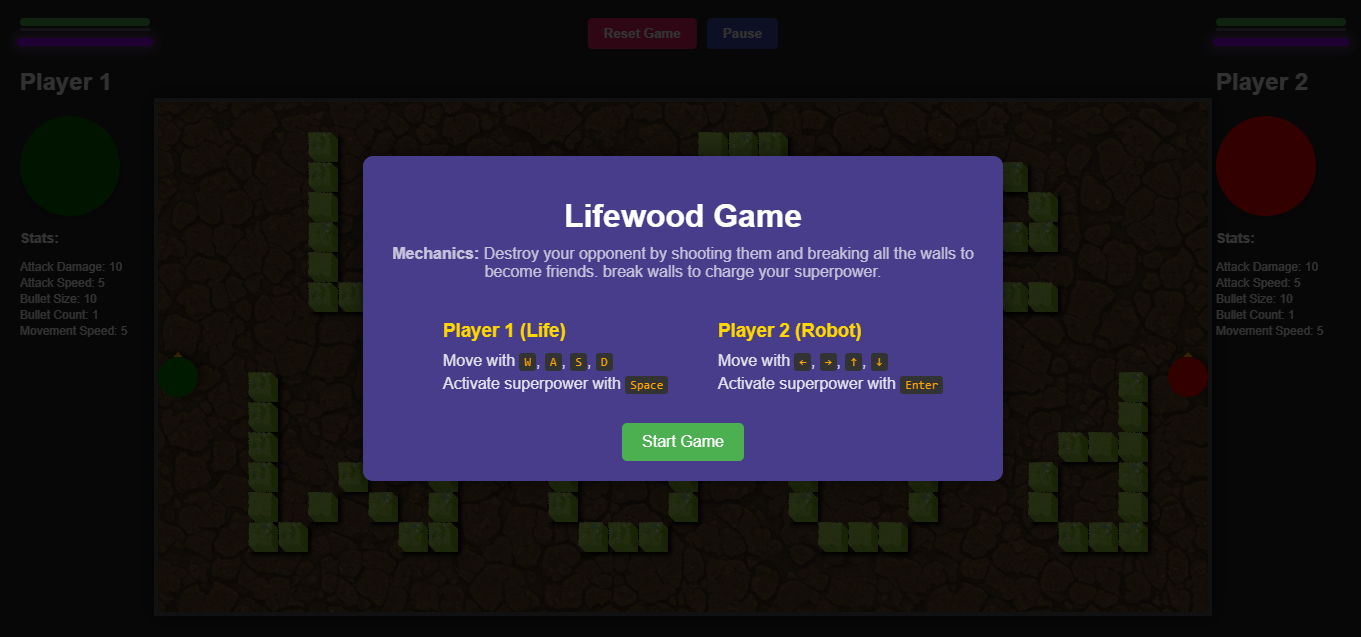 Reset Game
Pause
Player 1
Player 2
Stats:
Attack Damage: 10
Attack Speed: 5
Bullet Size: 10
Bullet Count: 1
Movement Speed: 5
Stats:
Attack Damage: 10
Attack Speed: 5
Bullet Size: 10
Bullet Count: 1
Movement Speed: 5
Lifewood Game
Mechanics: Destroy your opponent by shooting them and breaking all the walls to
become friends. break walls to charge your superpower.
Player 1 (Life)
Move with W, A, S, D
Activate superpower with Space
Player 2 (Robot)
Move with ←, →, ↑, ↓
Activate superpower with Enter
Start Game